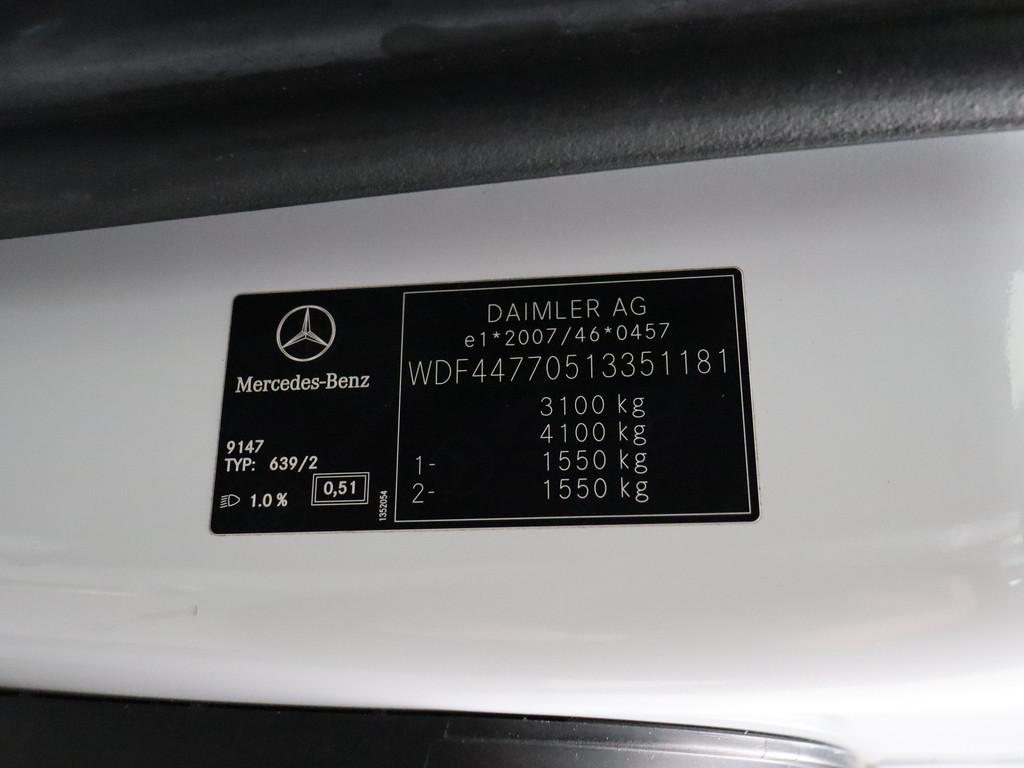 Mercedes-Benz
9147
TYP: 639/2
1.0 %
0,51
1352054
DAIMLER AG
e1*2007/46*0457
WDF44770513351181
3100 kg
4100 kg
1- 1550 kg
2- 1550 kg